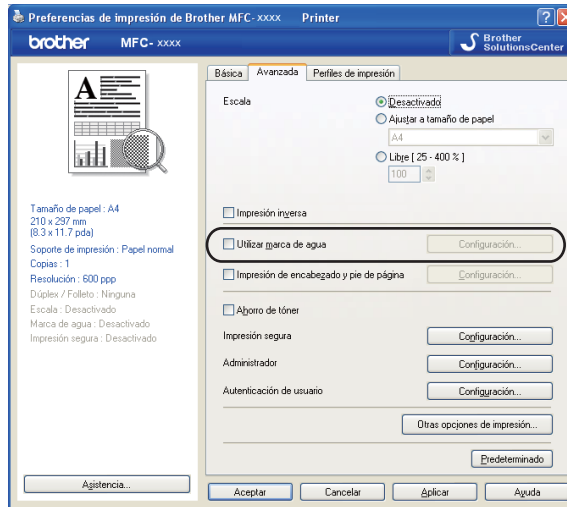 Preferencias de impresión de Brother MFC-xxxx Printer
brother MFC- xxxx
Brother
SolutionsCenter
Básica Avanzada Perfiles de impresión
A
Tamaño de papel : A4
210 x 297 mm
(8.3 x 11.7 pda)
Soporte de impresión : Papel normal
Copias : 1
Resolución : 600 ppp
Dúplex / Folleto : Ninguna
Escala : Desactivado
Marca de agua : Desactivado
Impresión segura : Desactivado
Asistencia...
Escala
Desactivado
Ajustar a tamaño de papel
A4
Libre [ 25 - 400 % ]
100
Impresión inversa
Utilizar marca de agua Configuración...
Impresión de encabezado y pie de página Configuración...
Ahorro de tóner
Impresión segura Configuración...
Administrador Configuración...
Autenticación de usuario Configuración...
Otras opciones de impresión...
Predeterminado
Aceptar Cancelar Aplicar Ayuda